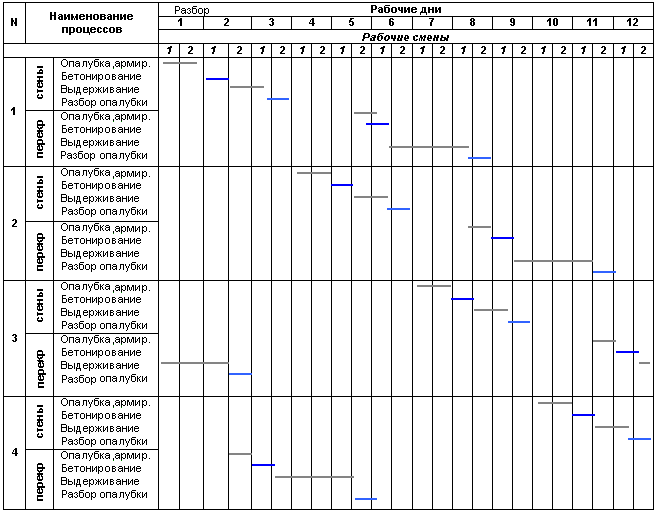 N Наименование процессов Разбор Рабочие дни
1 2 3 4 5 6 7 8 9 10 11 12
Рабочие смены
1 2 1 2 1 2 1 2 1 2 1 2 1 2 1 2 1 2 1 2 1 2 1 2
1
стены
Опалубка,армир.
Бетонирование
Выдерживание
Разбор опалубки
перекр
Опалубка,армир.
Бетонирование
Выдерживание
Разбор опалубки
2
стены
Опалубка,армир.
Бетонирование
Выдерживание
Разбор опалубки
перекр
Опалубка,армир.
Бетонирование
Выдерживание
Разбор опалубки
3
стены
Опалубка,армир.
Бетонирование
Выдерживание
Разбор опалубки
перекр
Опалубка,армир.
Бетонирование
Выдерживание
Разбор опалубки
4
стены
Опалубка,армир.
Бетонирование
Выдерживание
Разбор опалубки
перекр
Опалубка,армир.
Бетонирование
Выдерживание
Разбор опалубки